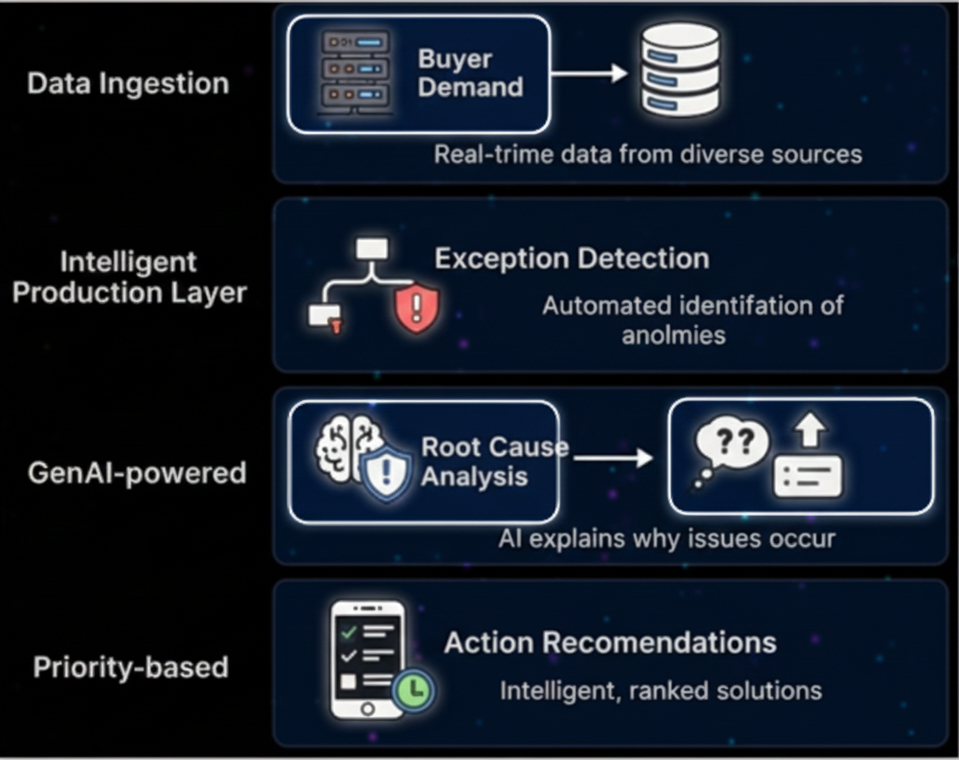 Data Ingestion
Buyer
Demand
Real-trime data from diverse sources
Intelligent
Production Layer
Exception Detection
Automated identifation of
anolmies
GenAI-powered
Root Cause
Analysis
??
AI explains why issues occur
Priority-based
Action Recomendations
Intelligent, ranked solutions